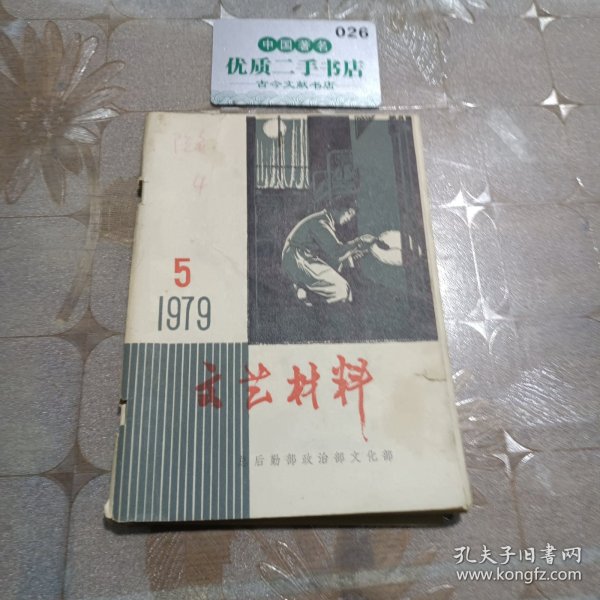 026
中国著名
优质二手书店
古今文献书店
4
5
1979
文艺材料
总后勤部政治部文化部
孔夫子旧书网
www.kongfz.com